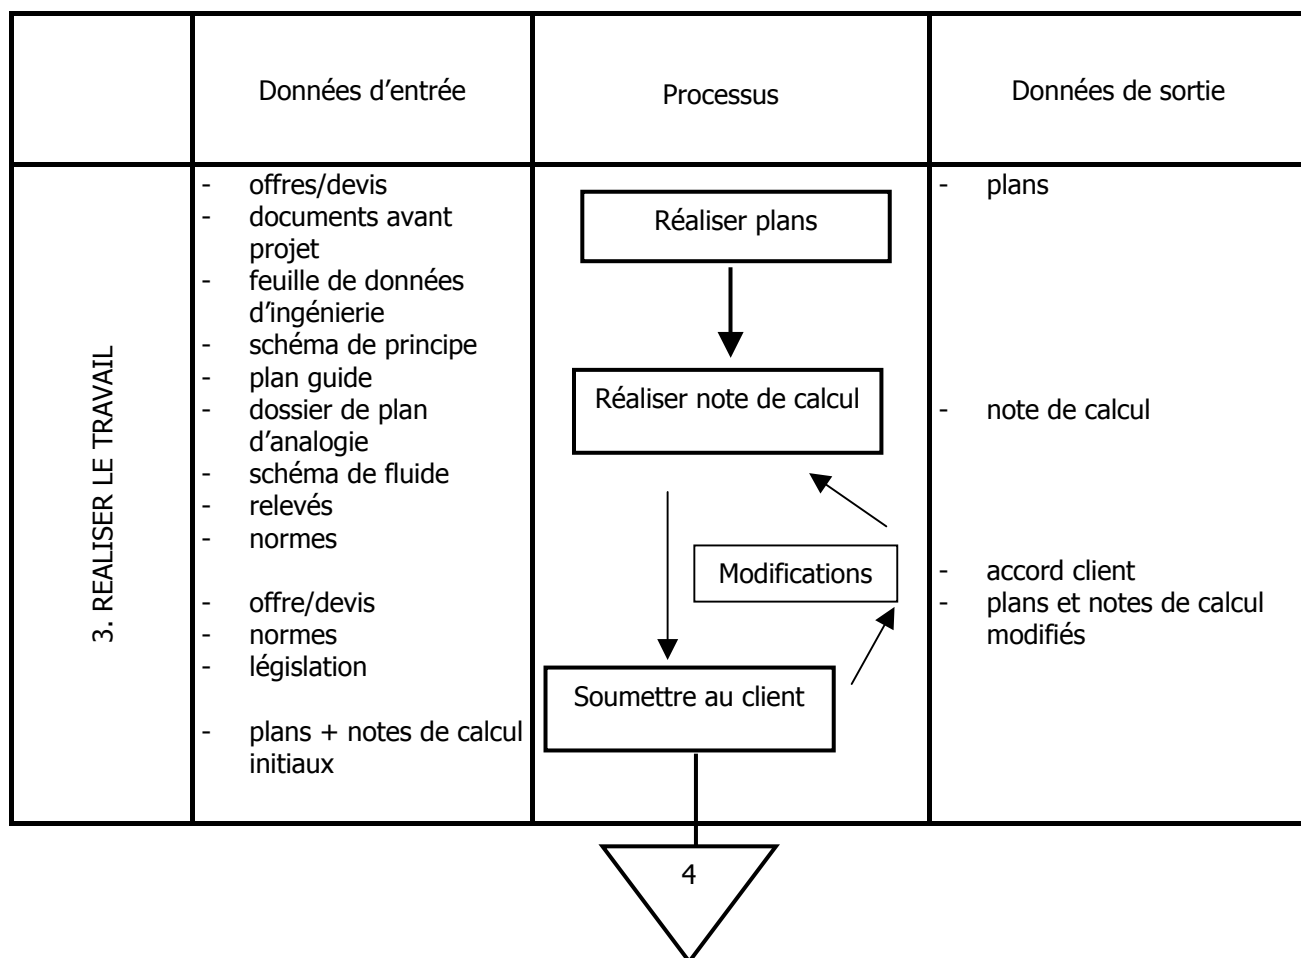 Données d’entrée
Processus
Données de sortie
3. REALISER LE TRAVAIL
- offres/devis
- documents avant
projet
- feuille de données
d’ingénierie
- schéma de principe
- plan guide
- dossier de plan
d’analogie
- schéma de fluide
- relevés
- normes
- offre/devis
- normes
- législation
- plans + notes de calcul
initiaux
Réaliser plans
Réaliser note de calcul
Modifications
Soumettre au client
- plans
- note de calcul
- accord client
- plans et notes de calcul
modifiés
4